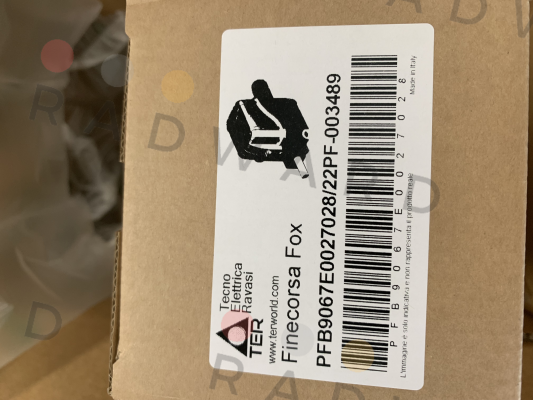 TER
Tecno
Elettrica
Ravasi
www.terworld.com
Finecorsa Fox
PFB9067E0027028/22PF-003489
PFB9067E0027028
L'immagine è solo indicativa e non rappresenta il prodotto reale
Made in Italy
RADWARD